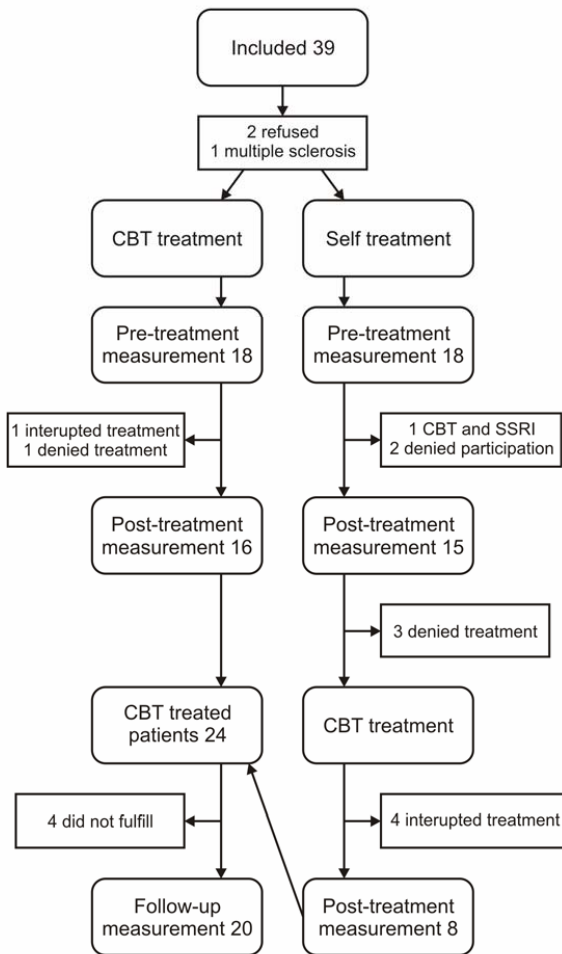 Included 39
2 refused
1 multiple sclerosis
CBT treatment
Self treatment
Pre-treatment
measurement 18
Pre-treatment
measurement 18
1 interupted treatment
1 denied treatment
1 CBT and SSRI
2 denied participation
Post-treatment
measurement 16
Post-treatment
measurement 15
3 denied treatment
CBT treated
patients 24
CBT treatment
4 did not fulfill
4 interupted treatment
Follow-up
measurement 20
Post-treatment
measurement 8